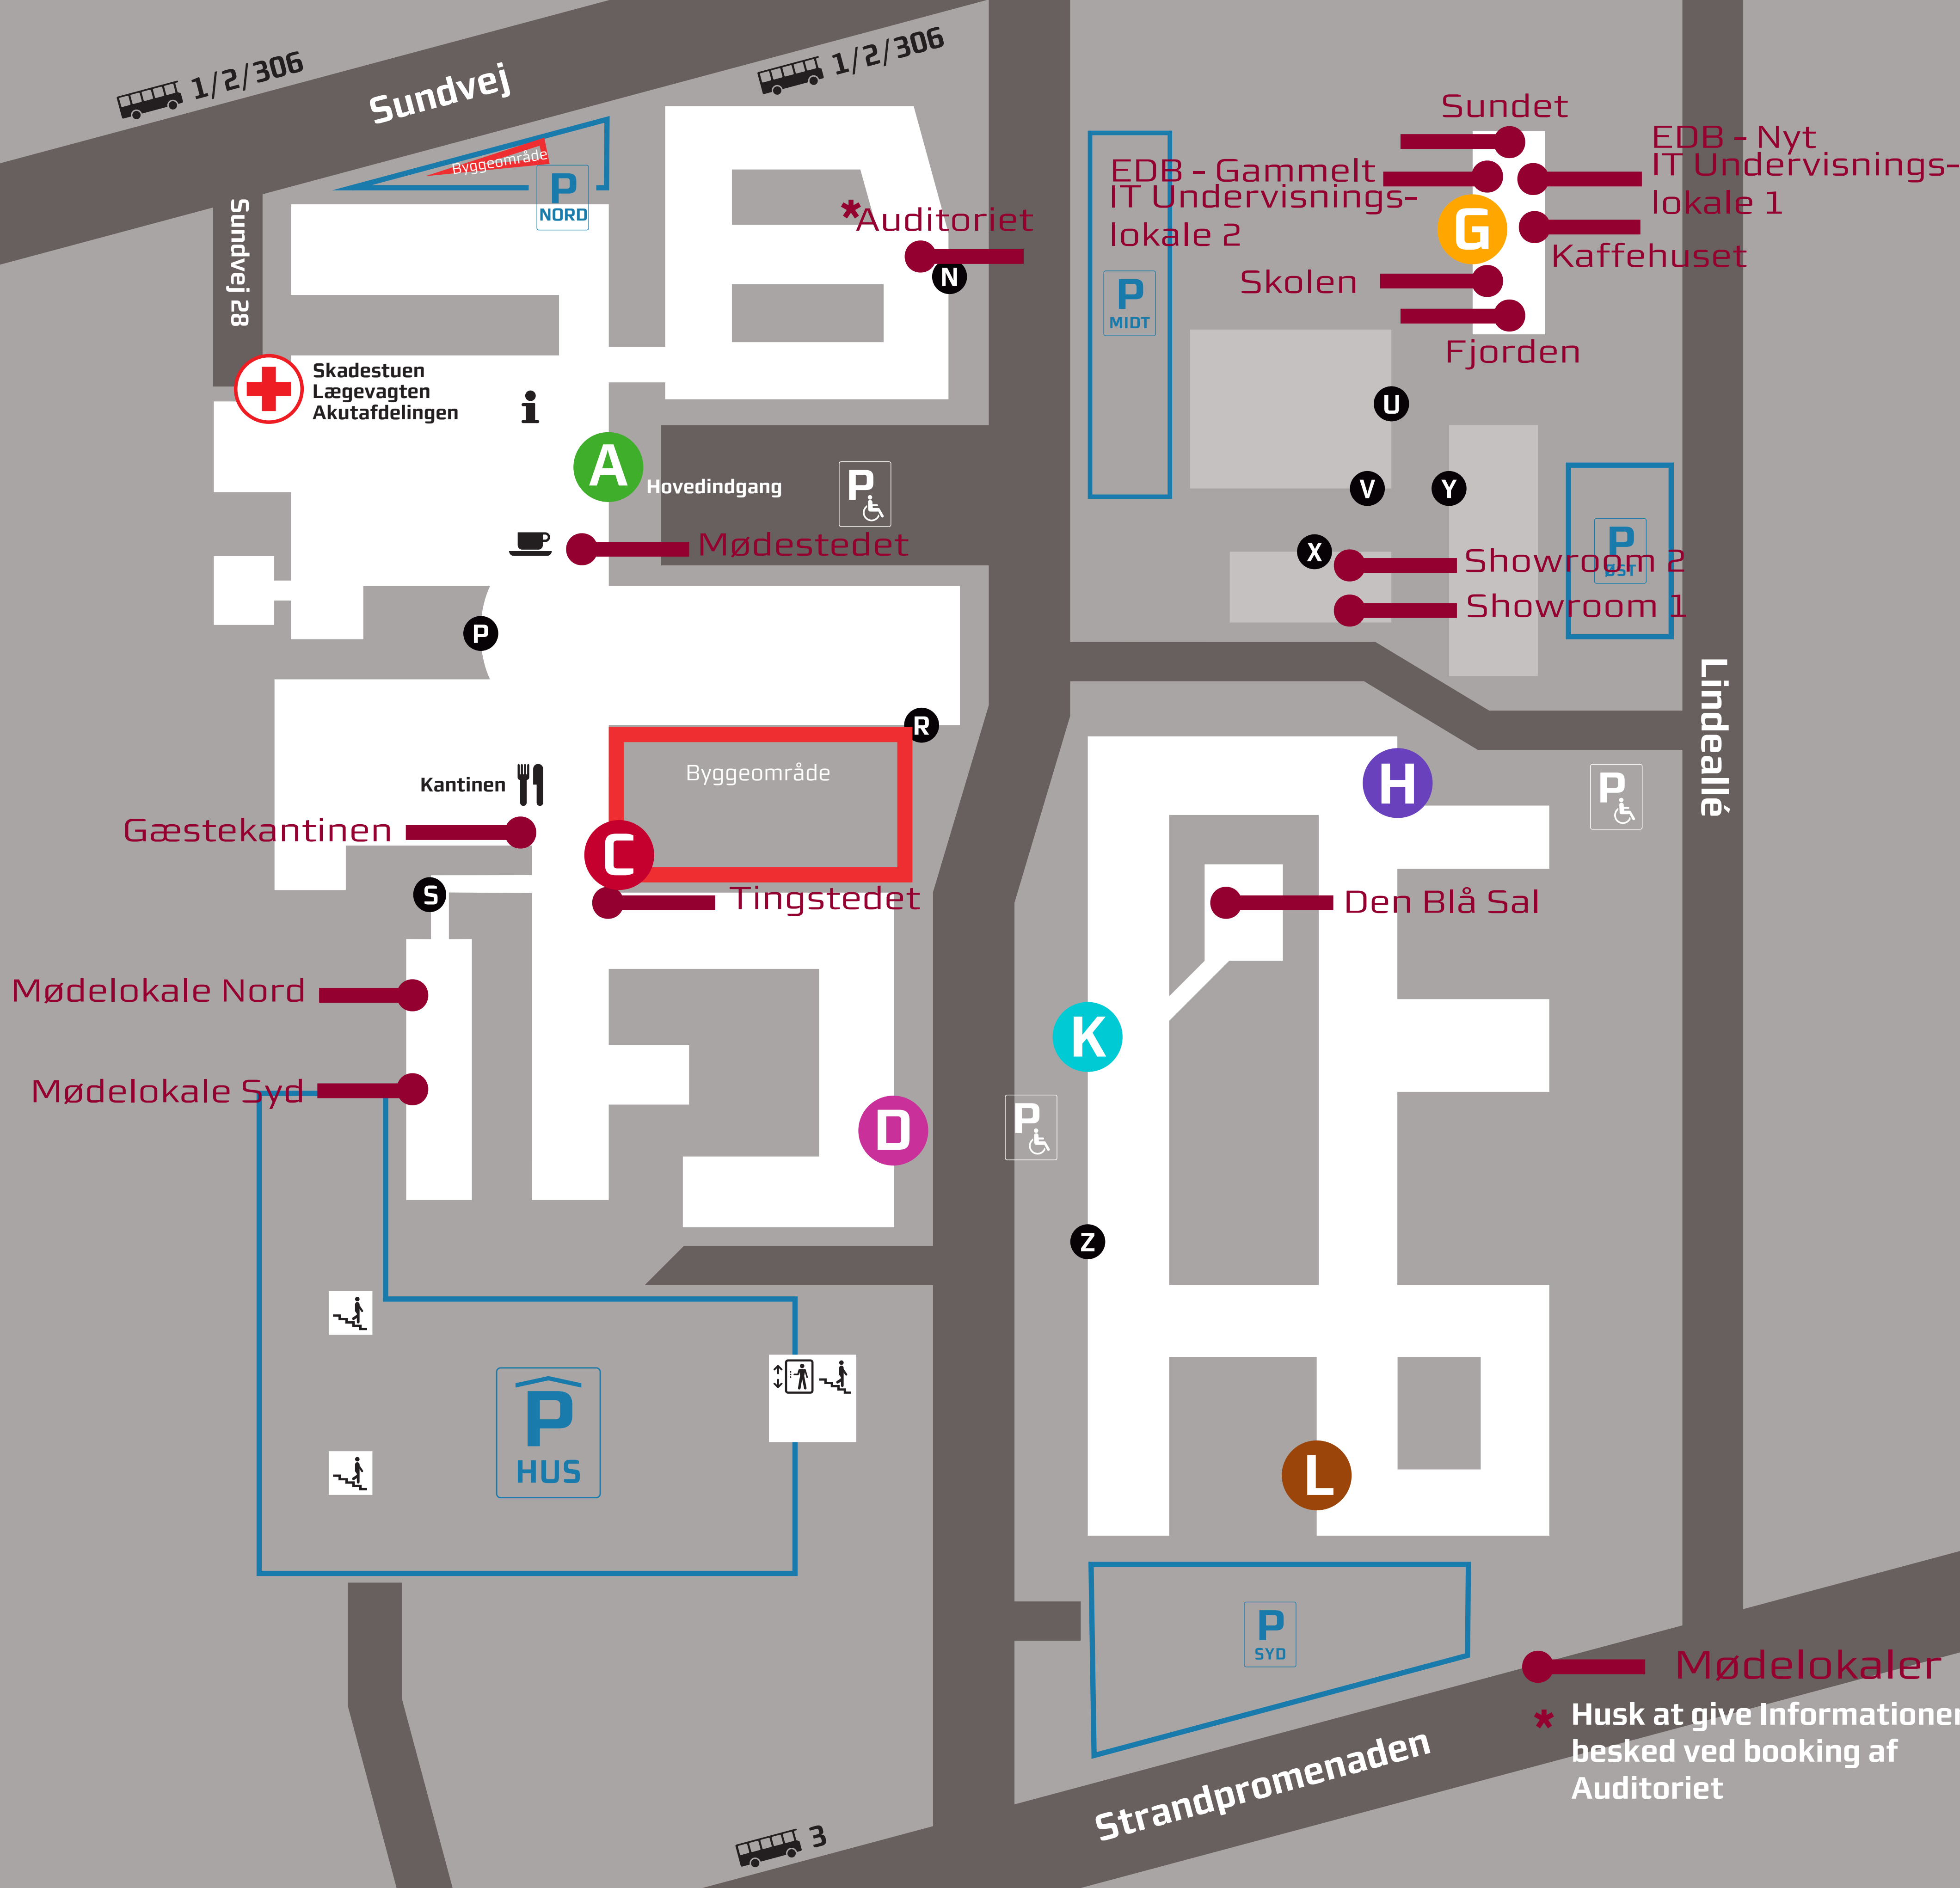 1/2/306
1/2/306
Sundvej
Sundvej 28
Byggeområde
P
NORD
*Auditoriet
N
Sundet
EDB - Nyt
IT Undervisnings-
lokale 1
EDB - Gammelt
IT Undervisnings-
lokale 2
G
Kaffehuset
Skolen
Fjorden
P
MIDT
Skadestuen
Lægevagten
Akutafdelingen
i
A
Hovedindgang
P
Mødestedet
U
V
Y
X
Showroom 2
Showroom 1
P
ØST
P
R
Lindeallé
Byggeområde
Kantinen
Gæstekantinen
C
H
P
S
Tingstedet
Den Blå Sal
Mødelokale Nord
K
Mødelokale Syd
D
P
Z
P
HUS
L
P
SYD
Mødelokaler
* Husk at give Informationen
besked ved booking af
Auditoriet
Strandpromenaden
3